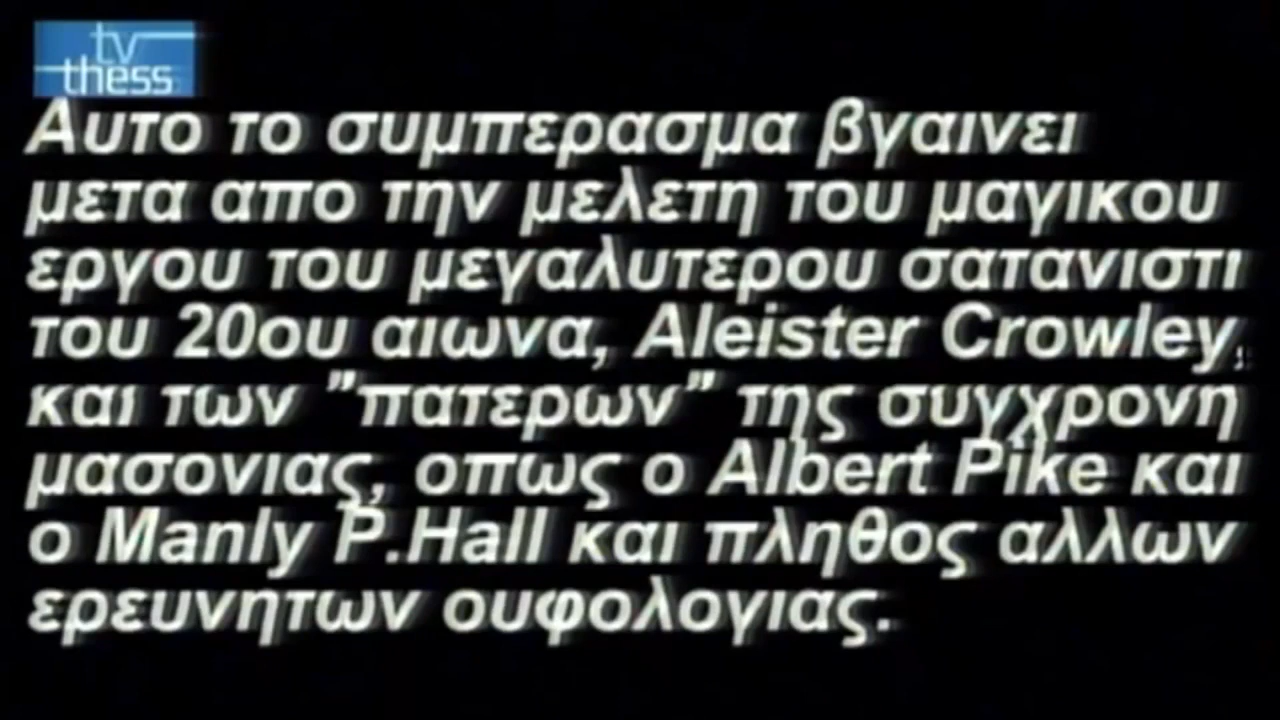 tv
thess
Αυτο το συμπερασμα βγαινει
μετα απο την μελετη του μαγικου
εργου του μεγαλυτερου σατανιστι
του 20ου αιωνα, Aleister Crowley,
και των "πατερων" της συγχρονη
μασονιας, οπως ο Albert Pike και
ο Manly P.Hall και πληθος αλλων
ερευνητων ουφολογιας.